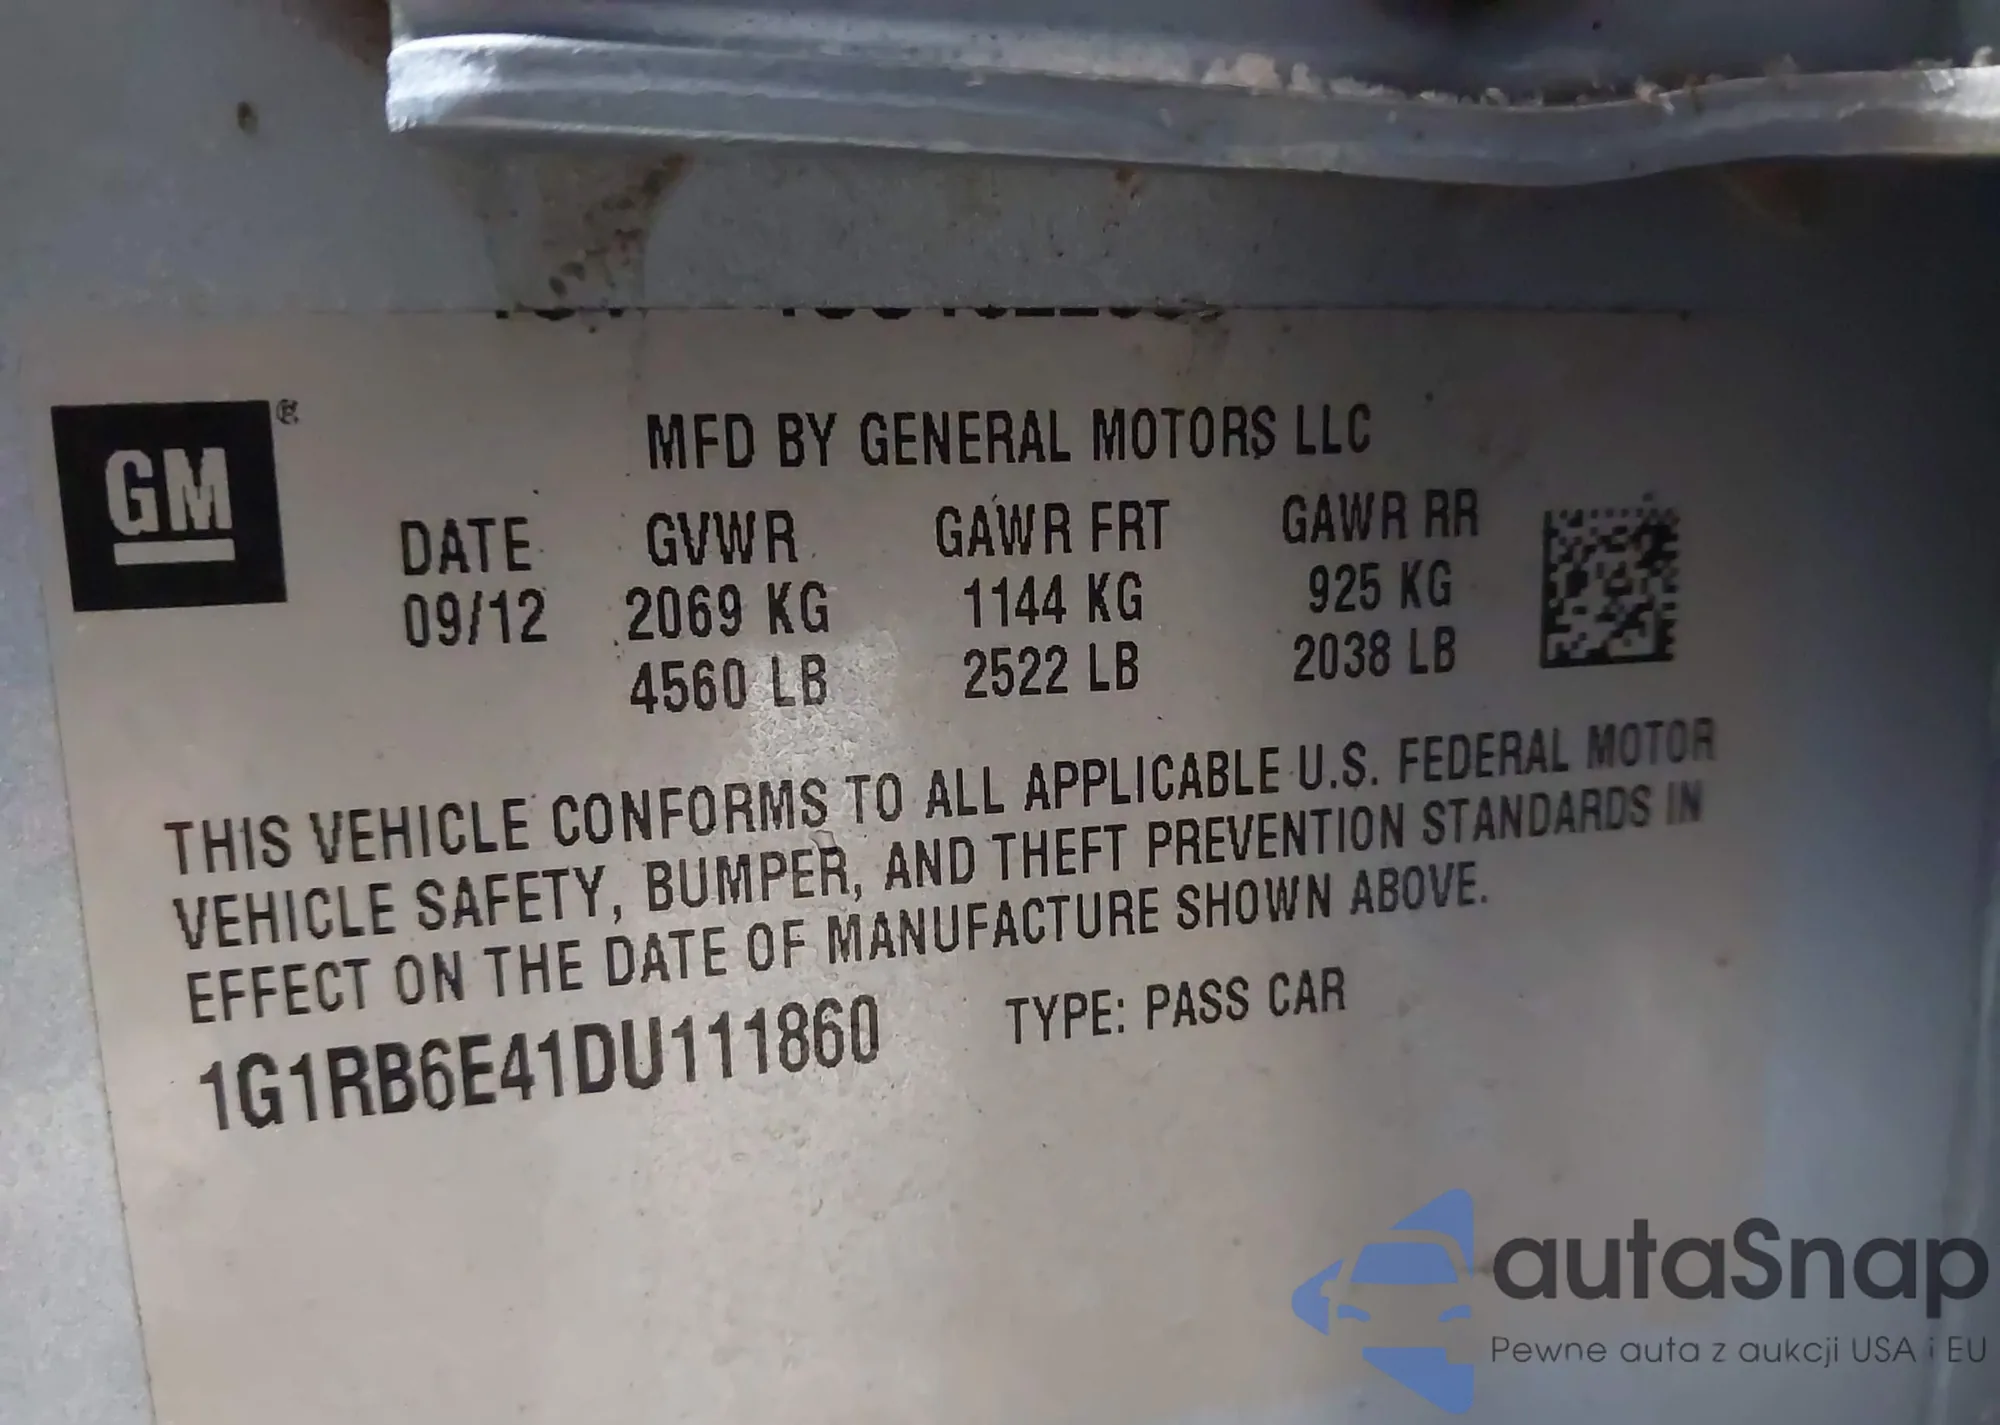 GM ®
MFD BY GENERAL MOTORS LLC
DATE GVWR GAWR FRT GAWR RR
09/12 2069 KG 1144 KG 925 KG
4560 LB 2522 LB 2038 LB
THIS VEHICLE CONFORMS TO ALL APPLICABLE U.S. FEDERAL MOTOR
VEHICLE SAFETY, BUMPER, AND THEFT PREVENTION STANDARDS IN
EFFECT ON THE DATE OF MANUFACTURE SHOWN ABOVE.
1G1RB6E41DU111860 TYPE: PASS CAR
autaSnap
Pewne auta z aukcji USA i EU